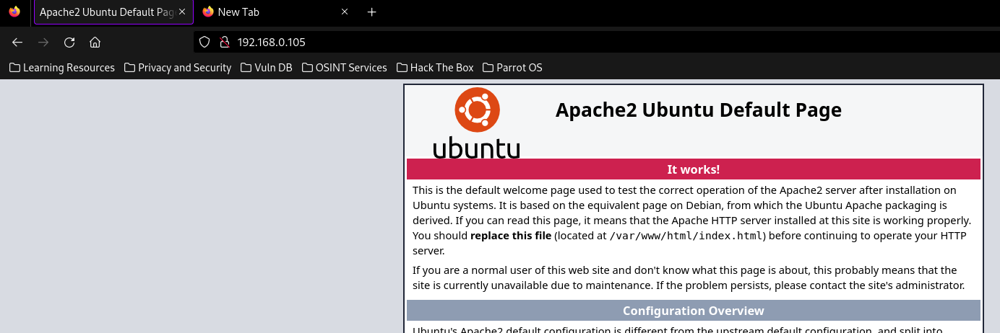 Apache2 Ubuntu Default Pag
New Tab
192.168.0.105
Learning Resources Privacy and Security Vuln DB OSINT Services Hack The Box Parrot OS
ubuntu
Apache2 Ubuntu Default Page
It works!
This is the default welcome page used to test the correct operation of the Apache2 server after installation on
Ubuntu systems. It is based on the equivalent page on Debian, from which the Ubuntu Apache packaging is
derived. If you can read this page, it means that the Apache HTTP server installed at this site is working properly.
You should replace this file (located at /var/www/html/index.html) before continuing to operate your HTTP
server.
If you are a normal user of this web site and don't know what this page is about, this probably means that the
site is currently unavailable due to maintenance. If the problem persists, please contact the site's administrator.
Configuration Overview
Ubuntu's Apache2 default configuration is different from the upstream default configuration, and split into